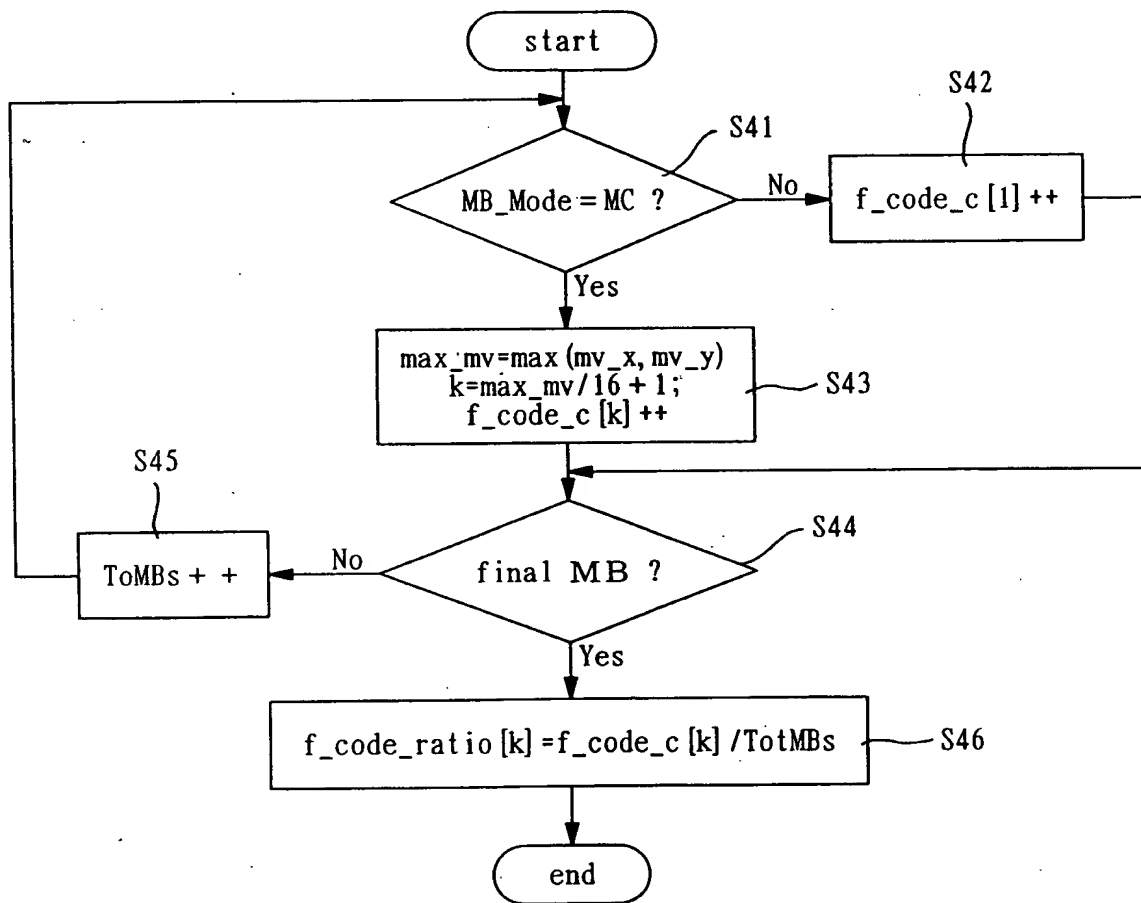 start
S42
S41
MB_Mode=MC ?
No
f_code_c[1]++
Yes
max_mv=max(mv_x, mv_y)
k=max_mv/16+1;
f_code_c[k]++
S43
S45
S44
ToMBs++
No
final MB ?
Yes
f_code_ratio[k]=f_code_c[k]/TotMBs
S46
end